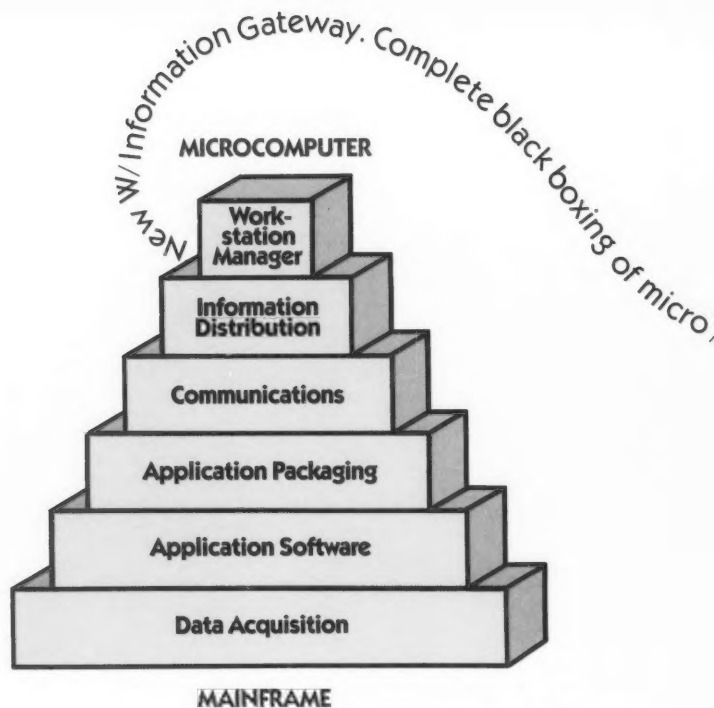 New W/ Information Gateway. Complete black boxing of micro
MICROCOMPUTER
Work-
station
Manager
Information
Distribution
Communications
Application Packaging
Application Software
Data Acquisition
MAINFRAME